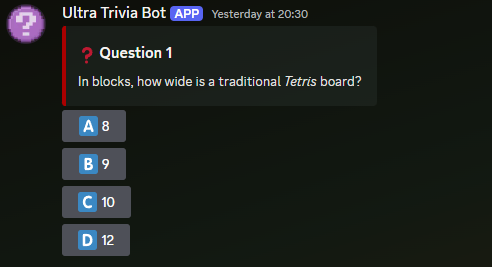 Ultra Trivia Bot APP Yesterday at 20:30
❓ Question 1
In blocks, how wide is a traditional Tetris board?
A 8
B 9
C 10
D 12